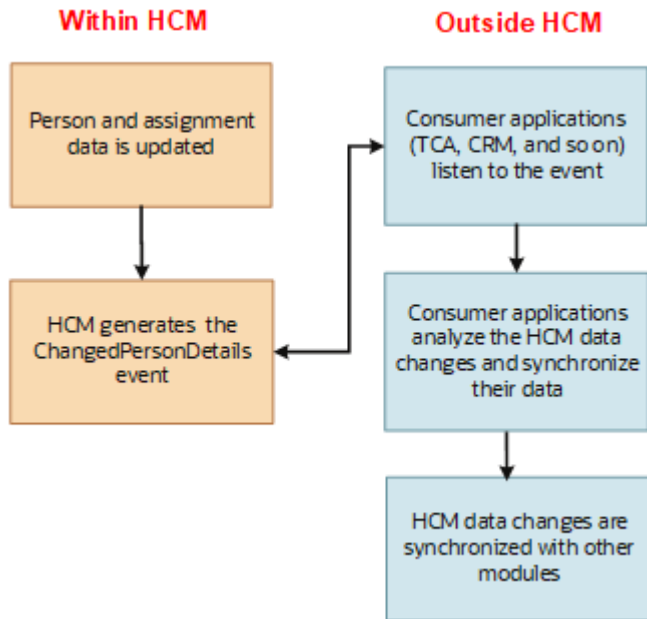 Within HCM
Person and assignment
data is updated
HCM generates the
ChangedPersonDetails
event
Outside HCM
Consumer applications
(TCA, CRM, and so on)
listen to the event
Consumer applications
analyze the HCM data
changes and synchronize
their data
HCM data changes are
synchronized with other
modules